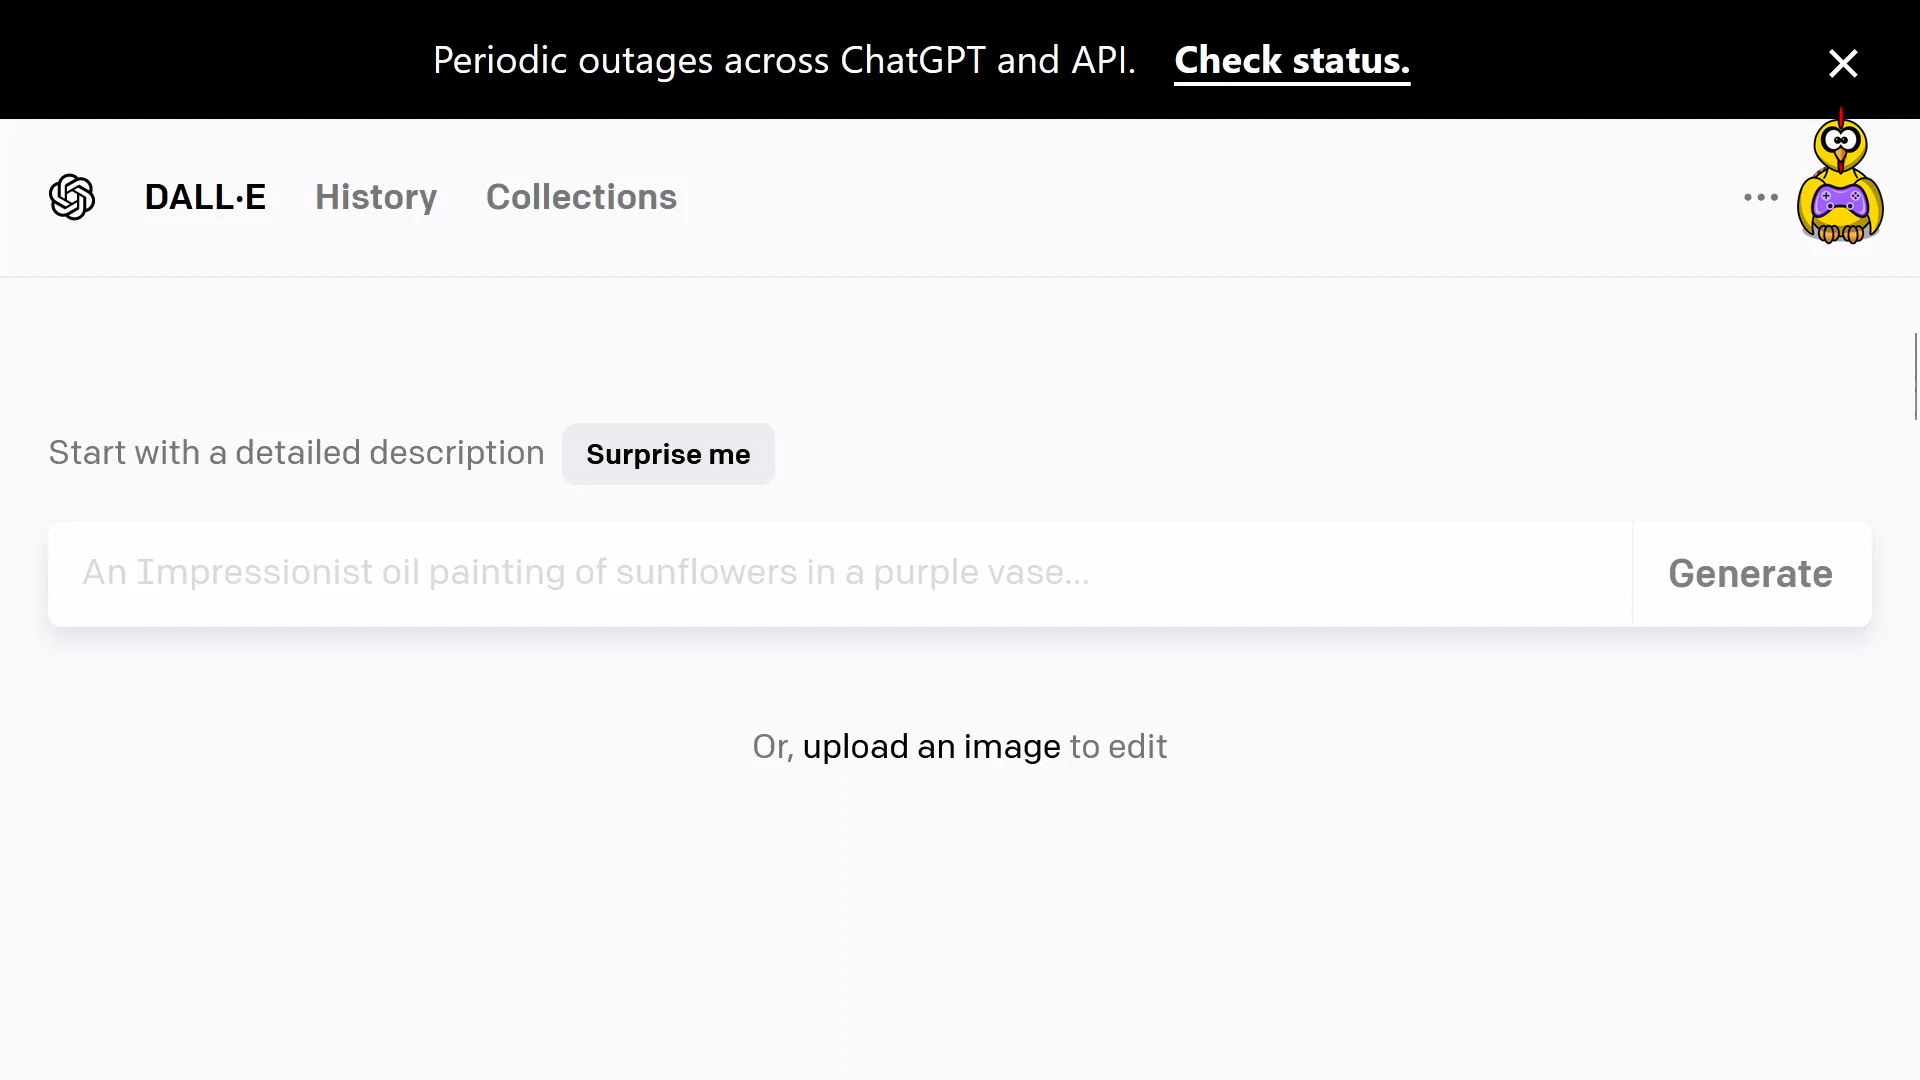 Periodic outages across ChatGPT and API. Check status.
DALL·E History Collections
Start with a detailed description Surprise me
An Impressionist oil painting of sunflowers in a purple vase... Generate
Or, upload an image to edit